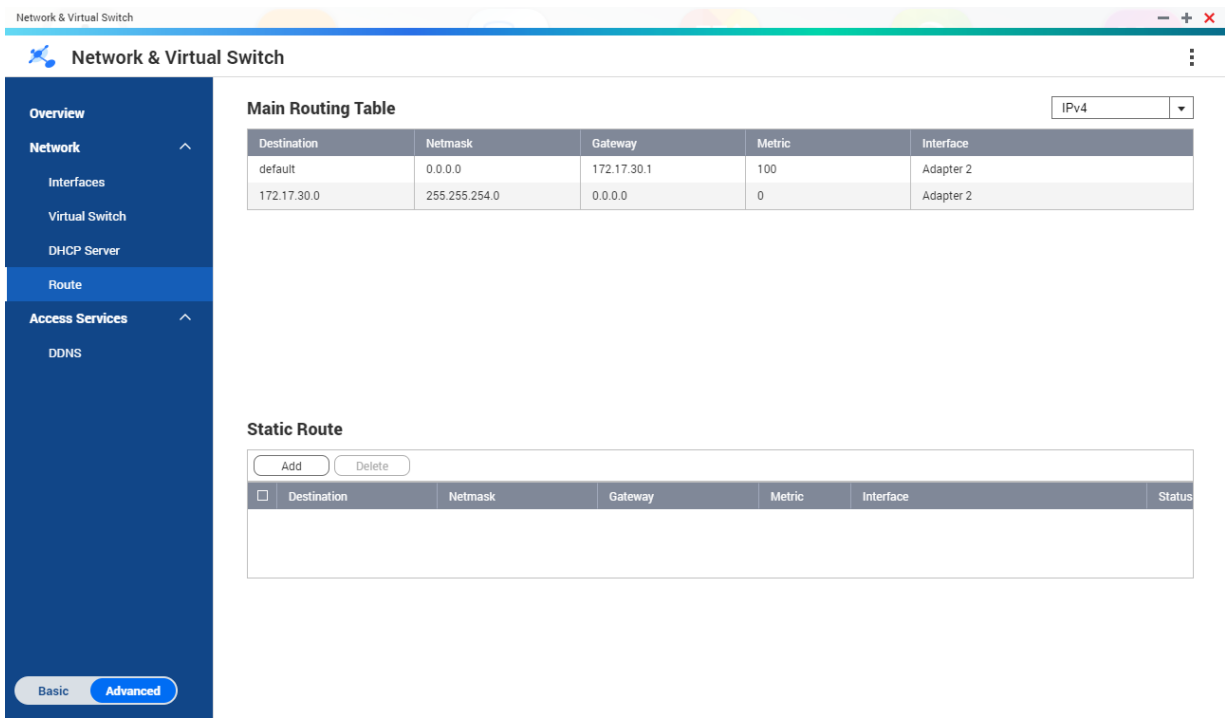 Network & Virtual Switch
Network & Virtual Switch
Overview
Network
Interfaces
Virtual Switch
DHCP Server
Route
Access Services
DDNS
Basic Advanced
Main Routing Table IPv4
Destination Netmask Gateway Metric Interface
default 0.0.0.0 172.17.30.1 100 Adapter 2
172.17.30.0 255.255.254.0 0.0.0.0 0 Adapter 2
Static Route
Add Delete
Destination Netmask Gateway Metric Interface Status